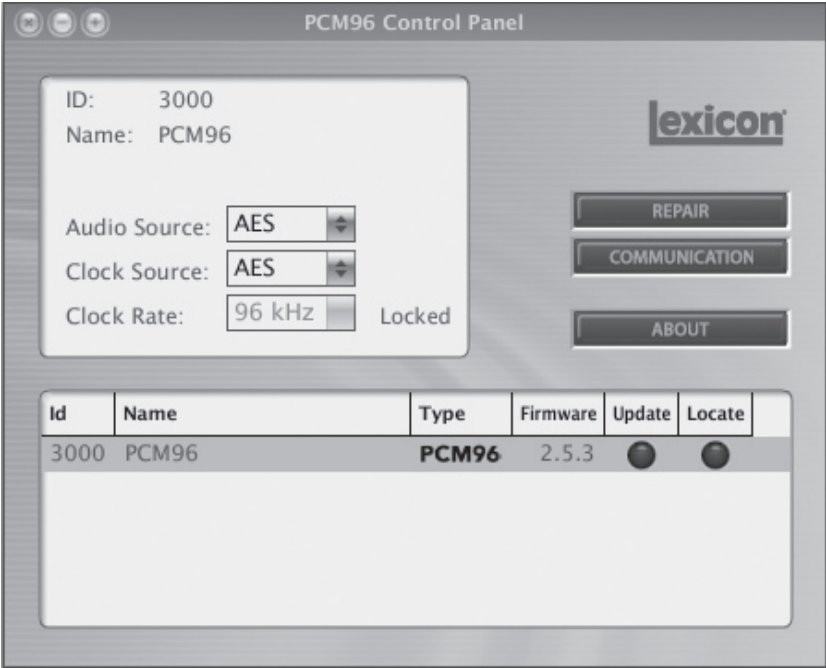 PCM96 Control Panel
ID: 3000
Name: PCM96
lexicon
Audio Source: AES
Clock Source: AES
Clock Rate: 96 kHz Locked
REPAIR
COMMUNICATION
ABOUT
Id Name Type Firmware Update Locate
3000 PCM96 PCM96 2.5.3